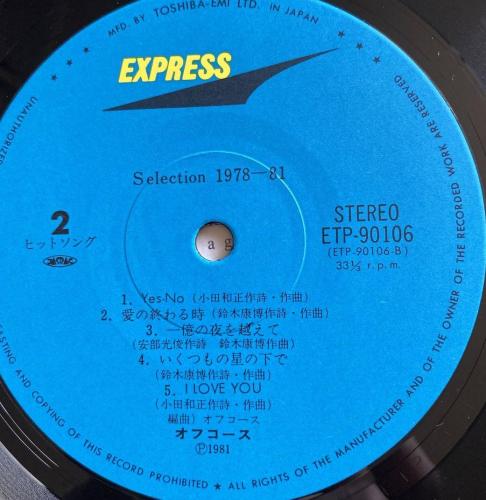 MFD. BY TOSHIBA-EMI LTD. IN JAPAN
EXPRESS
Selection 1978—81
2
ヒットソング
JASRAC
STEREO
ETP-90106
(ETP-90106-B)
33⅓ r.p.m.
ag
1. Yes-No (小田和正作詩・作曲)
2. 愛の終わる時 (鈴木康博作詩・作曲)
3. 一億の夜を越えて
(安部光俊作詩 鈴木康博作曲)
4. いくつもの星の下で
(鈴木康博作詩・作曲)
5. I LOVE YOU
(小田和正作詩・作曲)
編曲) オフコース
オフコース
Ⓟ1981
UNAUTHORIZED
CASTING AND COPYING OF THIS RECORD PROHIBITED ★ ALL RIGHTS OF THE MANUFACTURER AND OF THE OWNER OF THE RECORDED WORK ARE RESERVED